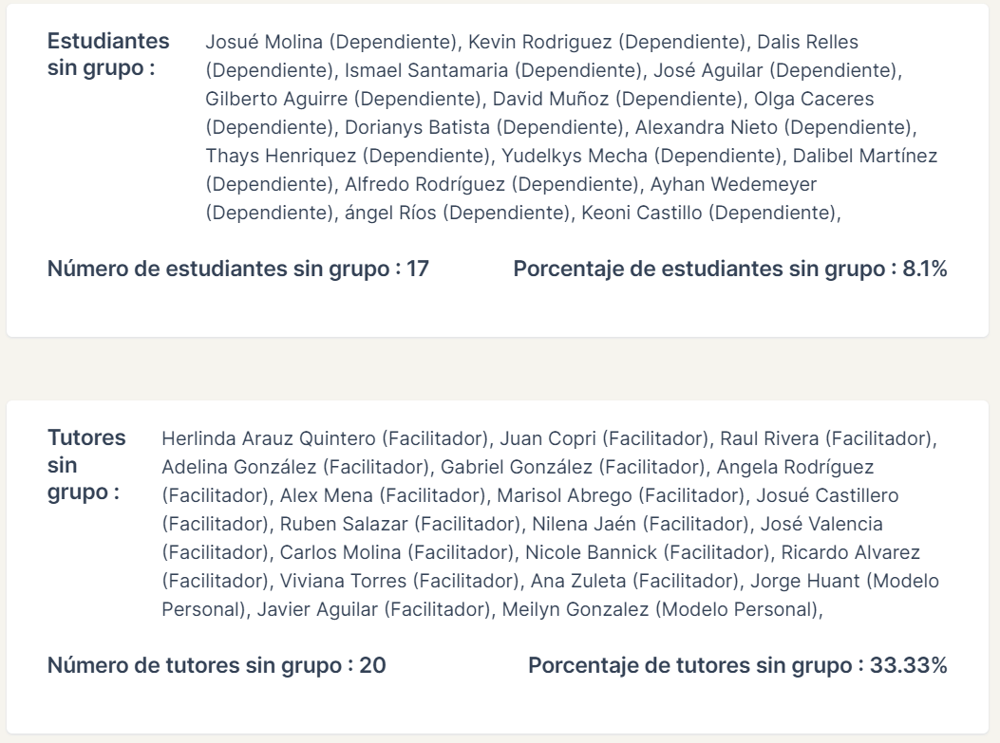 Estudiantes
sin grupo :
Josué Molina (Dependiente), Kevin Rodriguez (Dependiente), Dalis Relles
(Dependiente), Ismael Santamaria (Dependiente), José Aguilar (Dependiente),
Gilberto Aguirre (Dependiente), David Muñoz (Dependiente), Olga Caceres
(Dependiente), Dorianys Batista (Dependiente), Alexandra Nieto (Dependiente),
Thays Henriquez (Dependiente), Yudelkys Mecha (Dependiente), Dalibel Martínez
(Dependiente), Alfredo Rodríguez (Dependiente), Ayhan Wedemeyer
(Dependiente), ángel Ríos (Dependiente), Keoni Castillo (Dependiente),
Número de estudiantes sin grupo : 17
Porcentaje de estudiantes sin grupo : 8.1%
Tutores
sin
grupo :
Herlinda Arauz Quintero (Facilitador), Juan Copri (Facilitador), Raul Rivera (Facilitador),
Adelina González (Facilitador), Gabriel González (Facilitador), Angela Rodríguez
(Facilitador), Alex Mena (Facilitador), Marisol Abrego (Facilitador), Josué Castillero
(Facilitador), Ruben Salazar (Facilitador), Nilena Jaén (Facilitador), José Valencia
(Facilitador), Carlos Molina (Facilitador), Nicole Bannick (Facilitador), Ricardo Alvarez
(Facilitador), Viviana Torres (Facilitador), Ana Zuleta (Facilitador), Jorge Huant (Modelo
Personal), Javier Aguilar (Facilitador), Meilyn Gonzalez (Modelo Personal),
Número de tutores sin grupo : 20
Porcentaje de tutores sin grupo : 33.33%